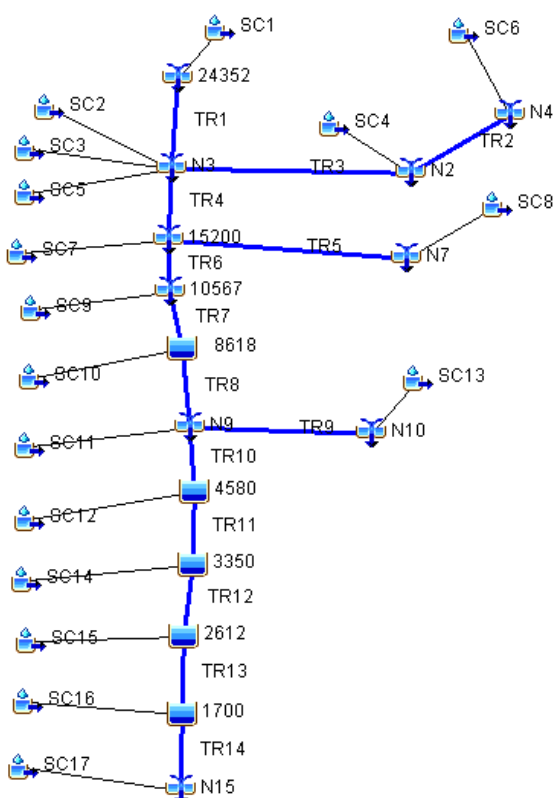 SC1
SC6
24352
SC2
TR1
N4
SC4
TR2
SC3
N3
TR3
N2
SC5
TR4
SC8
15200
SC7
TR5
N7
TR6
10567
SC9
TR7
8618
SC10
TR8
SC13
N9
TR9
N10
SC11
TR10
4580
SC12
TR11
3350
SC14
TR12
2612
SC15
TR13
SC16
1700
TR14
SC17
N15